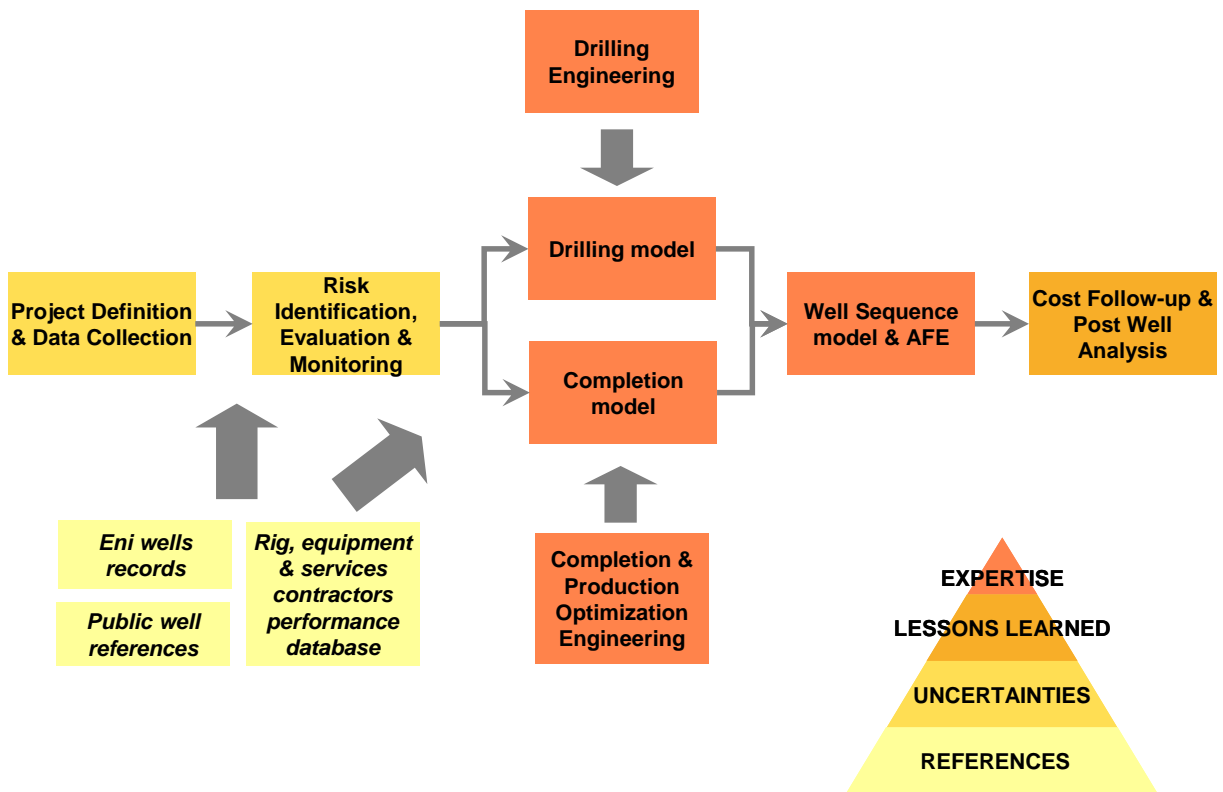 Drilling
Engineering
Drilling model
Project Definition
& Data Collection
Risk
Identification,
Evaluation &
Monitoring
Completion
model
Well Sequence
model & AFE
Cost Follow-up &
Post Well
Analysis
Eni wells
records
Public well
references
Rig, equipment
& services
contractors
performance
database
Completion &
Production
Optimization
Engineering
EXPERTISE
LESSONS LEARNED
UNCERTAINTIES
REFERENCES